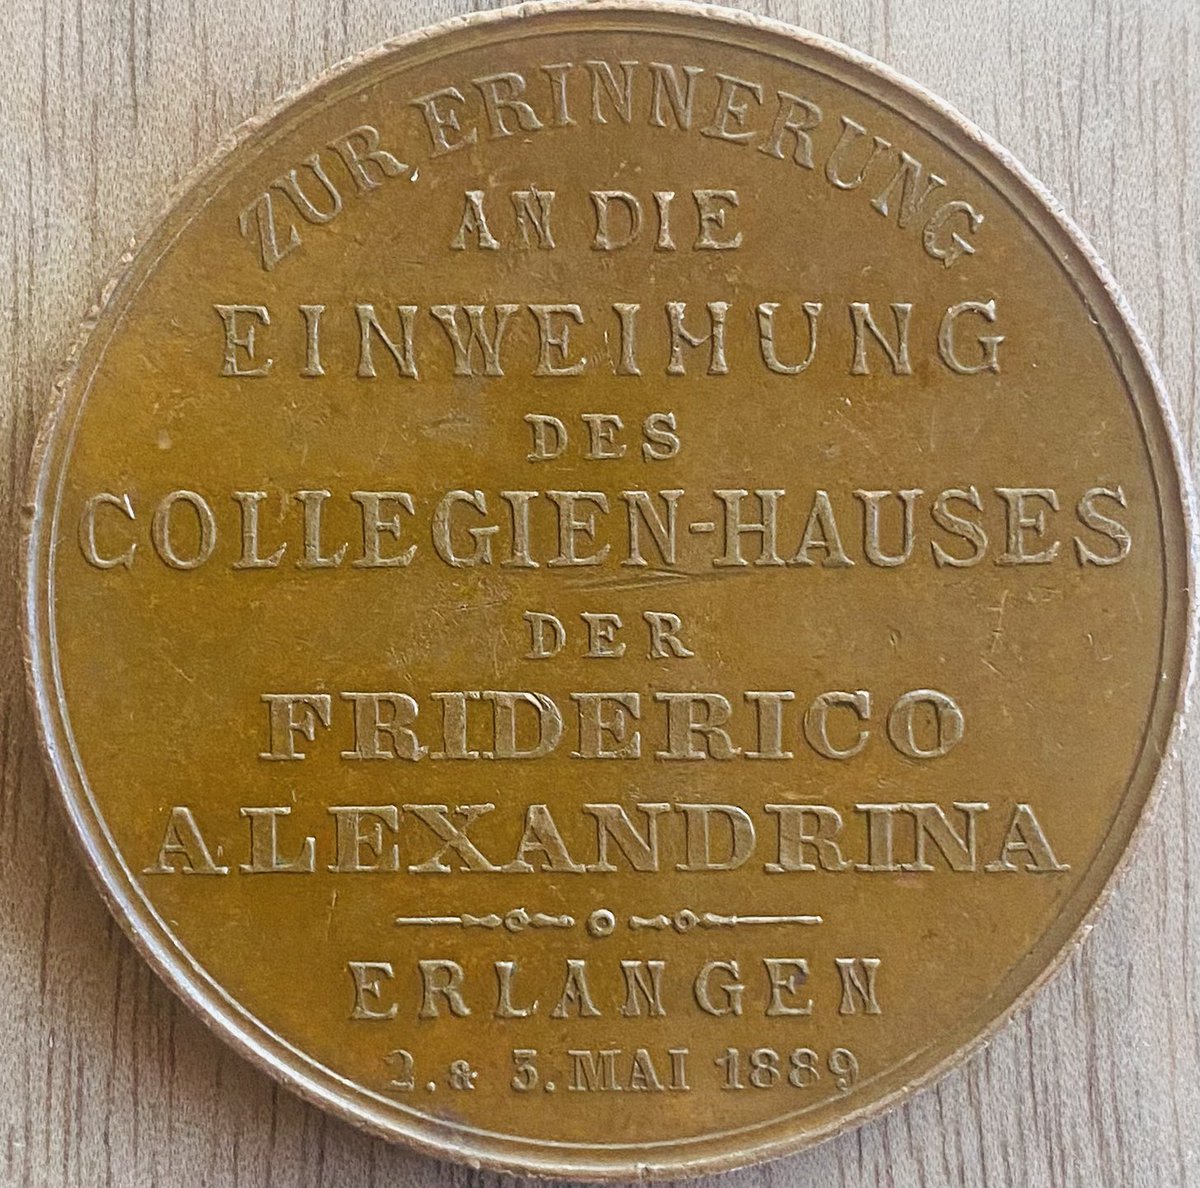 ZUR ERINNERUNG
AN DIE
EINWEIHUNG
DES
COLLEGIEN-HAUSES
DER
FRIDERICO
ALEXANDRINA
ERLANGEN
2. & 3. MAI 1889